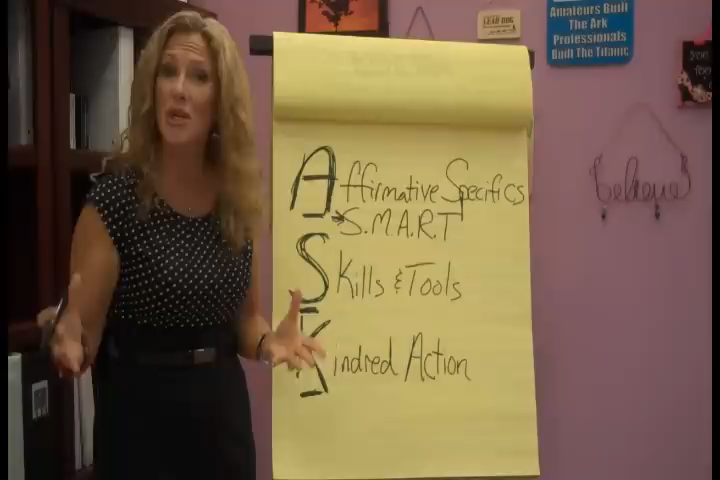 LEAD DOG
Amateurs Built
The Ark
Professionals
Built The Titanic
believe
Affirmative Specifics
→S.M.A.R.T
Skills & Tools
Kindred Action